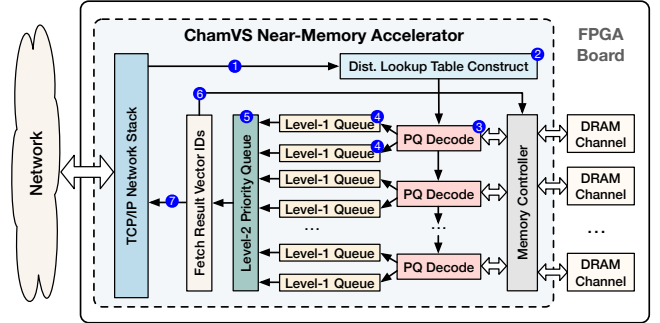 ChamVS Near-Memory Accelerator
FPGA
Board
1
Dist. Lookup Table Construct
2
6
5
Level-1 Queue
4
PQ Decode
3
DRAM
Channel
Level-1 Queue
4
Network
TCP/IP Network Stack
Fetch Result Vector IDs
Level-2 Priority Queue
Memory Controller
Level-1 Queue
PQ Decode
DRAM
Channel
7
Level-1 Queue
...
...
...
Level-1 Queue
PQ Decode
DRAM
Channel
Level-1 Queue